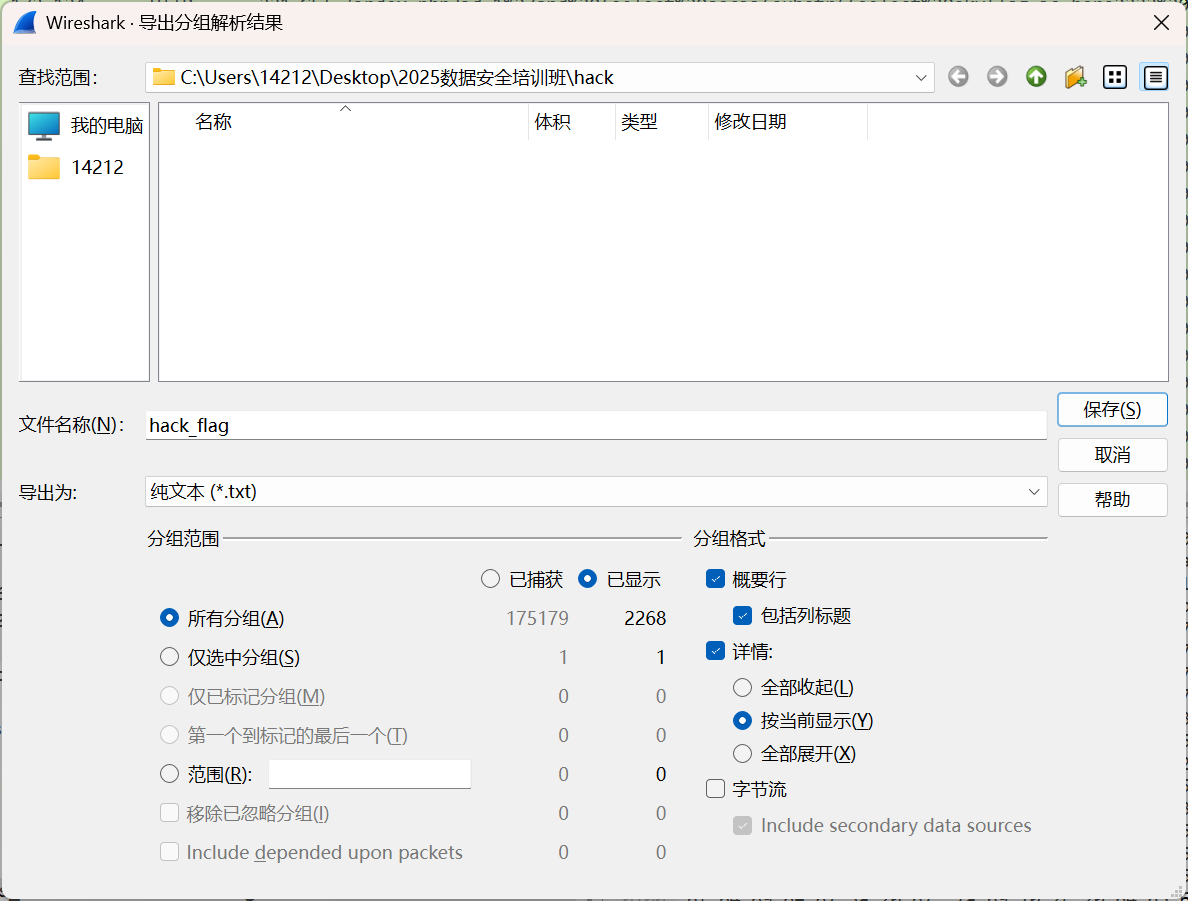 Wireshark · 导出分组解析结果
查找范围:
C:\Users\14212\Desktop\2025数据安全培训班\hack
我的电脑
14212
名称 体积 类型 修改日期
文件名称(N): hack_flag
保存(S)
取消
导出为: 纯文本 (*.txt)
帮助
分组范围
已捕获 已显示
所有分组(A) 175179 2268
仅选中分组(S) 1 1
仅已标记分组(M) 0 0
第一个到标记的最后一个(T) 0 0
范围(R): 0 0
移除已忽略分组(I) 0 0
Include depended upon packets 0 0
分组格式
概要行
包括列标题
详情:
全部收起(L)
按当前显示(Y)
全部展开(X)
字节流
Include secondary data sources